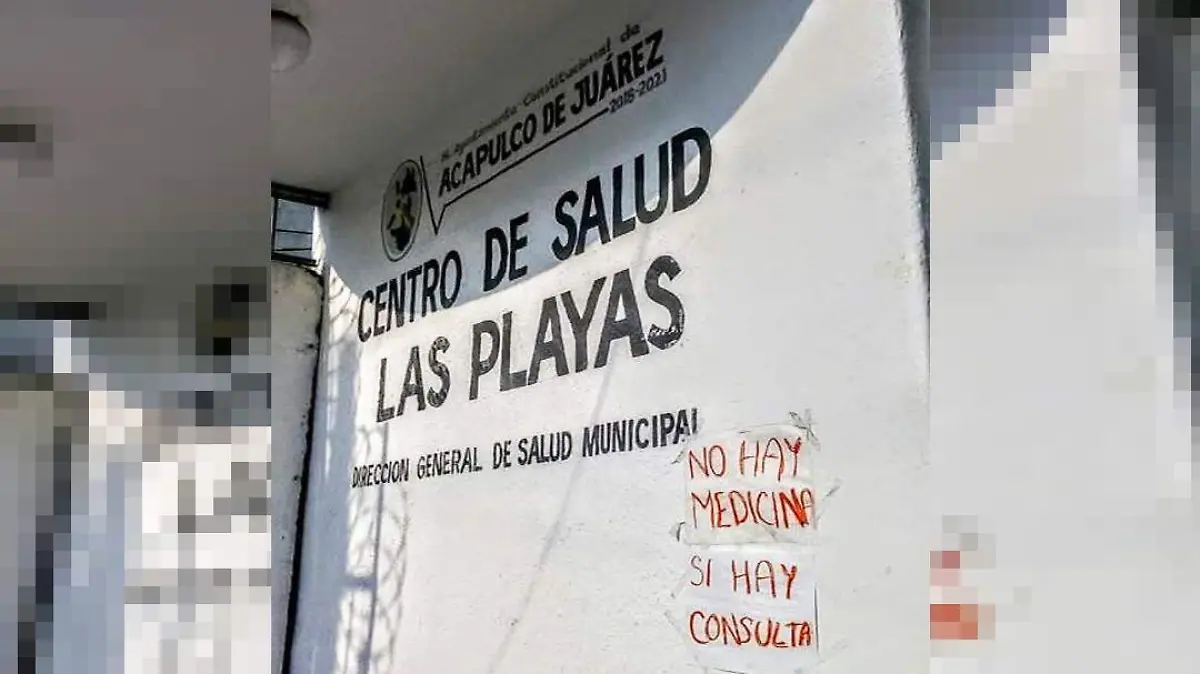 H. Ayuntamiento Constitucional de
ACAPULCO DE JUÁREZ
2018-2021
CENTRO DE SALUD
LAS PLAYAS
DIRECCION GENERAL DE SALUD MUNICIPAL
NO HAY
MEDICINA
SI HAY
CONSULTA